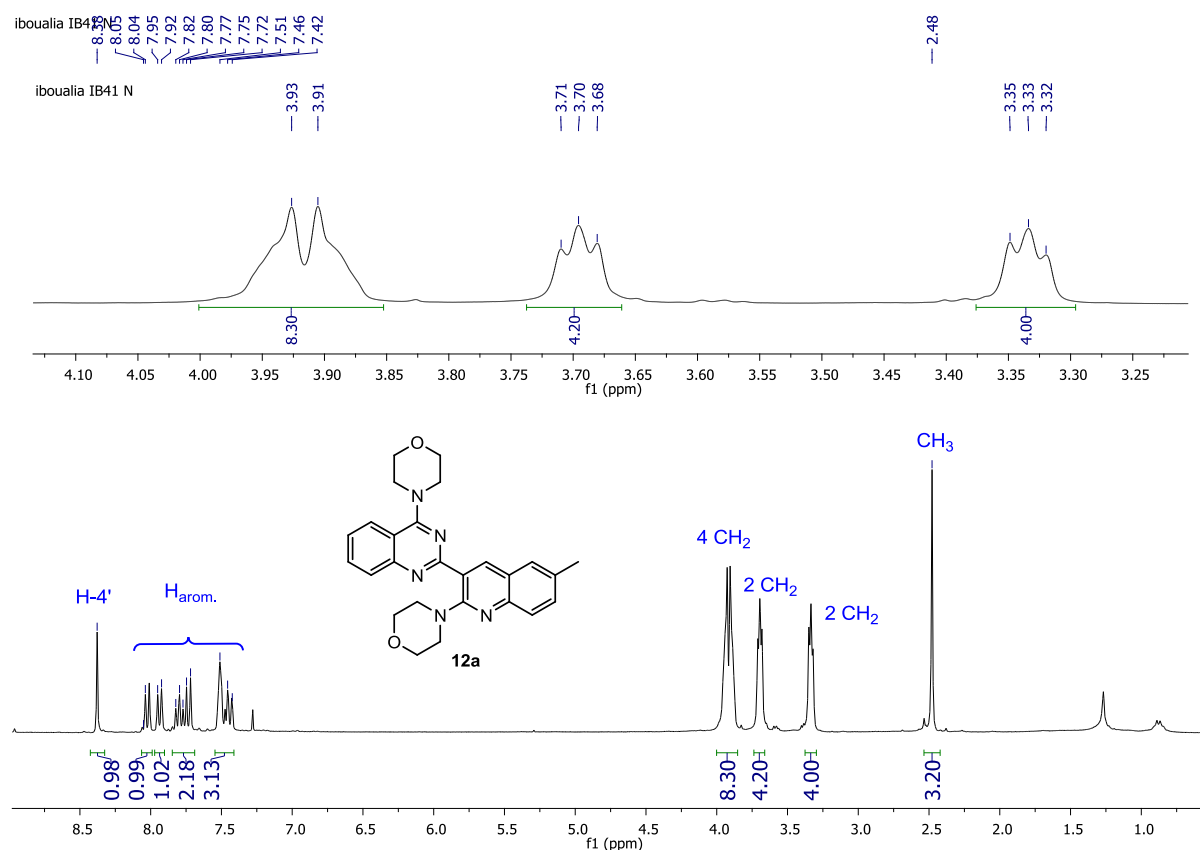 iboualia IB41 N
8.38 8.05 8.04 7.95 7.92 7.82 7.80 7.77 7.75 7.72 7.51 7.46 7.42 2.48
iboualia IB41 N
3.93 3.91 3.71 3.70 3.68 3.35 3.33 3.32
8.30 4.20 4.00
4.10 4.05 4.00 3.95 3.90 3.85 3.80 3.75 3.70 3.65 3.60 3.55 3.50 3.45 3.40 3.35 3.30 3.25
f1 (ppm)
O
CH3
N
4 CH2
N
H-4'
Harom.
2 CH2
N
2 CH2
N
N
O
12a
0.98 0.99 1.02 2.18 3.13 8.30 4.20 4.00 3.20
8.5 8.0 7.5 7.0 6.5 6.0 5.5 5.0 4.5 4.0 3.5 3.0 2.5 2.0 1.5 1.0
f1 (ppm)